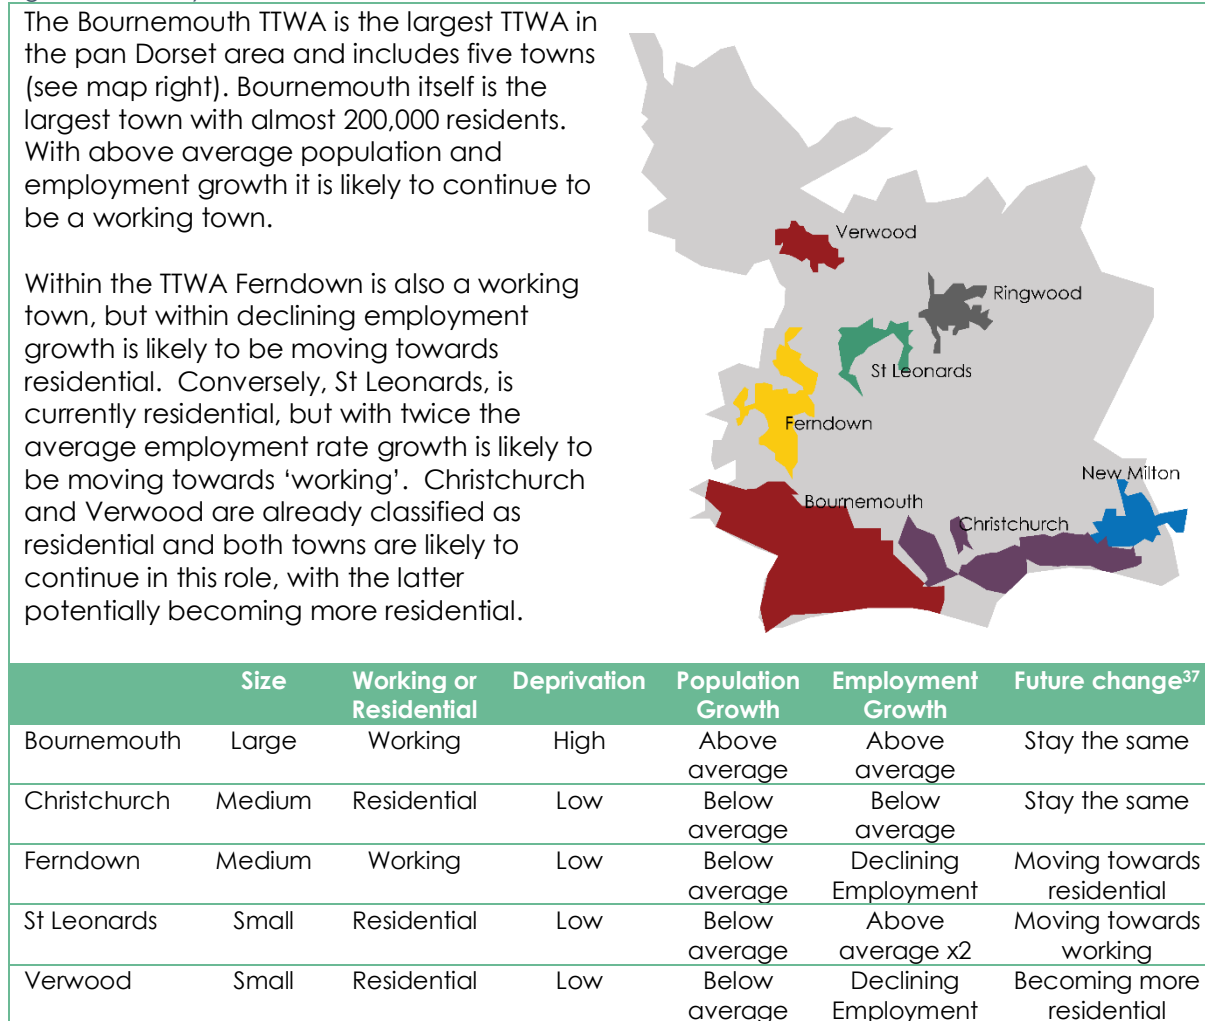 The Bournemouth TTWA is the largest TTWA in
the pan Dorset area and includes five towns
(see map right). Bournemouth itself is the
largest town with almost 200,000 residents.
With above average population and
employment growth it is likely to continue to
be a working town.
Within the TTWA Ferndown is also a working
town, but within declining employment
growth is likely to be moving towards
residential.  Conversely, St Leonards, is
currently residential, but with twice the
average employment rate growth is likely to
be moving towards ‘working’.  Christchurch
and Verwood are already classified as
residential and both towns are likely to
continue in this role, with the latter
potentially becoming more residential.
Verwood
Ringwood
St Leonards
Ferndown
New Milton
Bournemouth
Christchurch
Size Working or Deprivation Population Employment Future change37
Residential Growth Growth
Bournemouth Large Working High Above Above Stay the same
average average
Christchurch Medium Residential Low Below Below Stay the same
average average
Ferndown Medium Working Low Below Declining Moving towards
average Employment residential
St Leonards Small Residential Low Below Above Moving towards
average average x2 working
Verwood Small Residential Low Below Declining Becoming more
average Employment residential